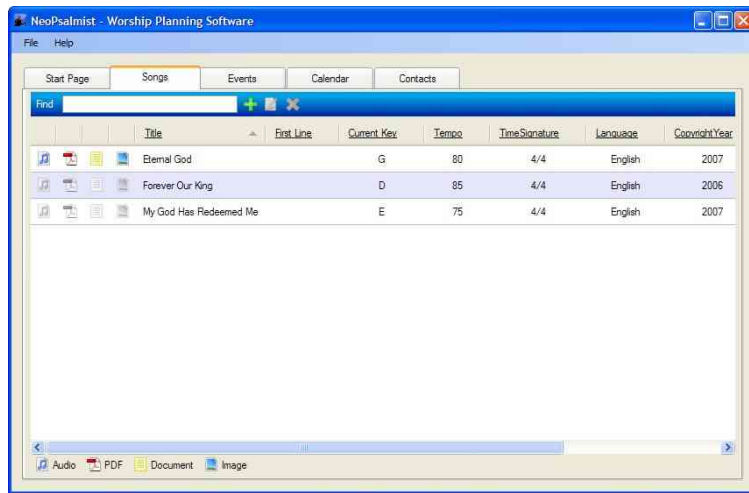 NeoPsalmist - Worship Planning Software
File Help
Start Page Songs Events Calendar Contacts
Find
Title First Line Current Key Tempo TimeSignature Language CopyrightYear
Eternal God G 80 4/4 English 2007
Forever Our King D 85 4/4 English 2006
My God Has Redeemed Me E 75 4/4 English 2007
Audio PDF Document Image